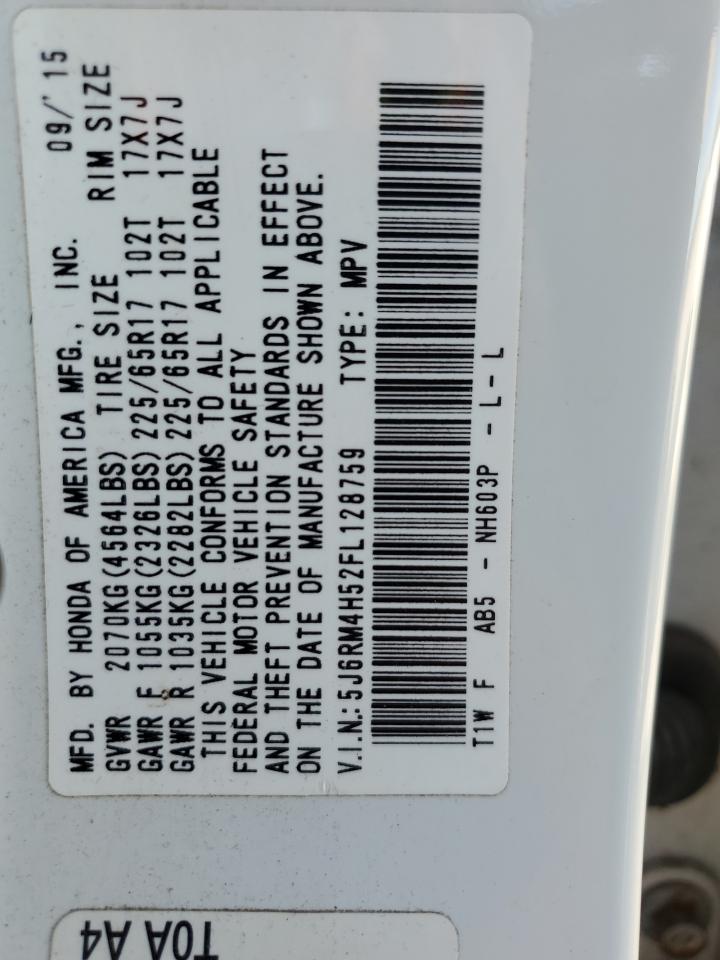 MFD. BY HONDA OF AMERICA MFG., INC. 09/'15
GVWR 2070KG(4564LBS) TIRE SIZE RIM SIZE
GAWR F 1055KG(2326LBS) 225/65R17 102T 17X7J
GAWR R 1035KG(2282LBS) 225/65R17 102T 17X7J
THIS VEHICLE CONFORMS TO ALL APPLICABLE
FEDERAL MOTOR VEHICLE SAFETY
AND THEFT PREVENTION STANDARDS IN EFFECT
ON THE DATE OF MANUFACTURE SHOWN ABOVE.
V.I.N.: 5J6RM4H52FL128759 TYPE: MPV
T1W F AB5 - NH603P - L - L
T0A A4